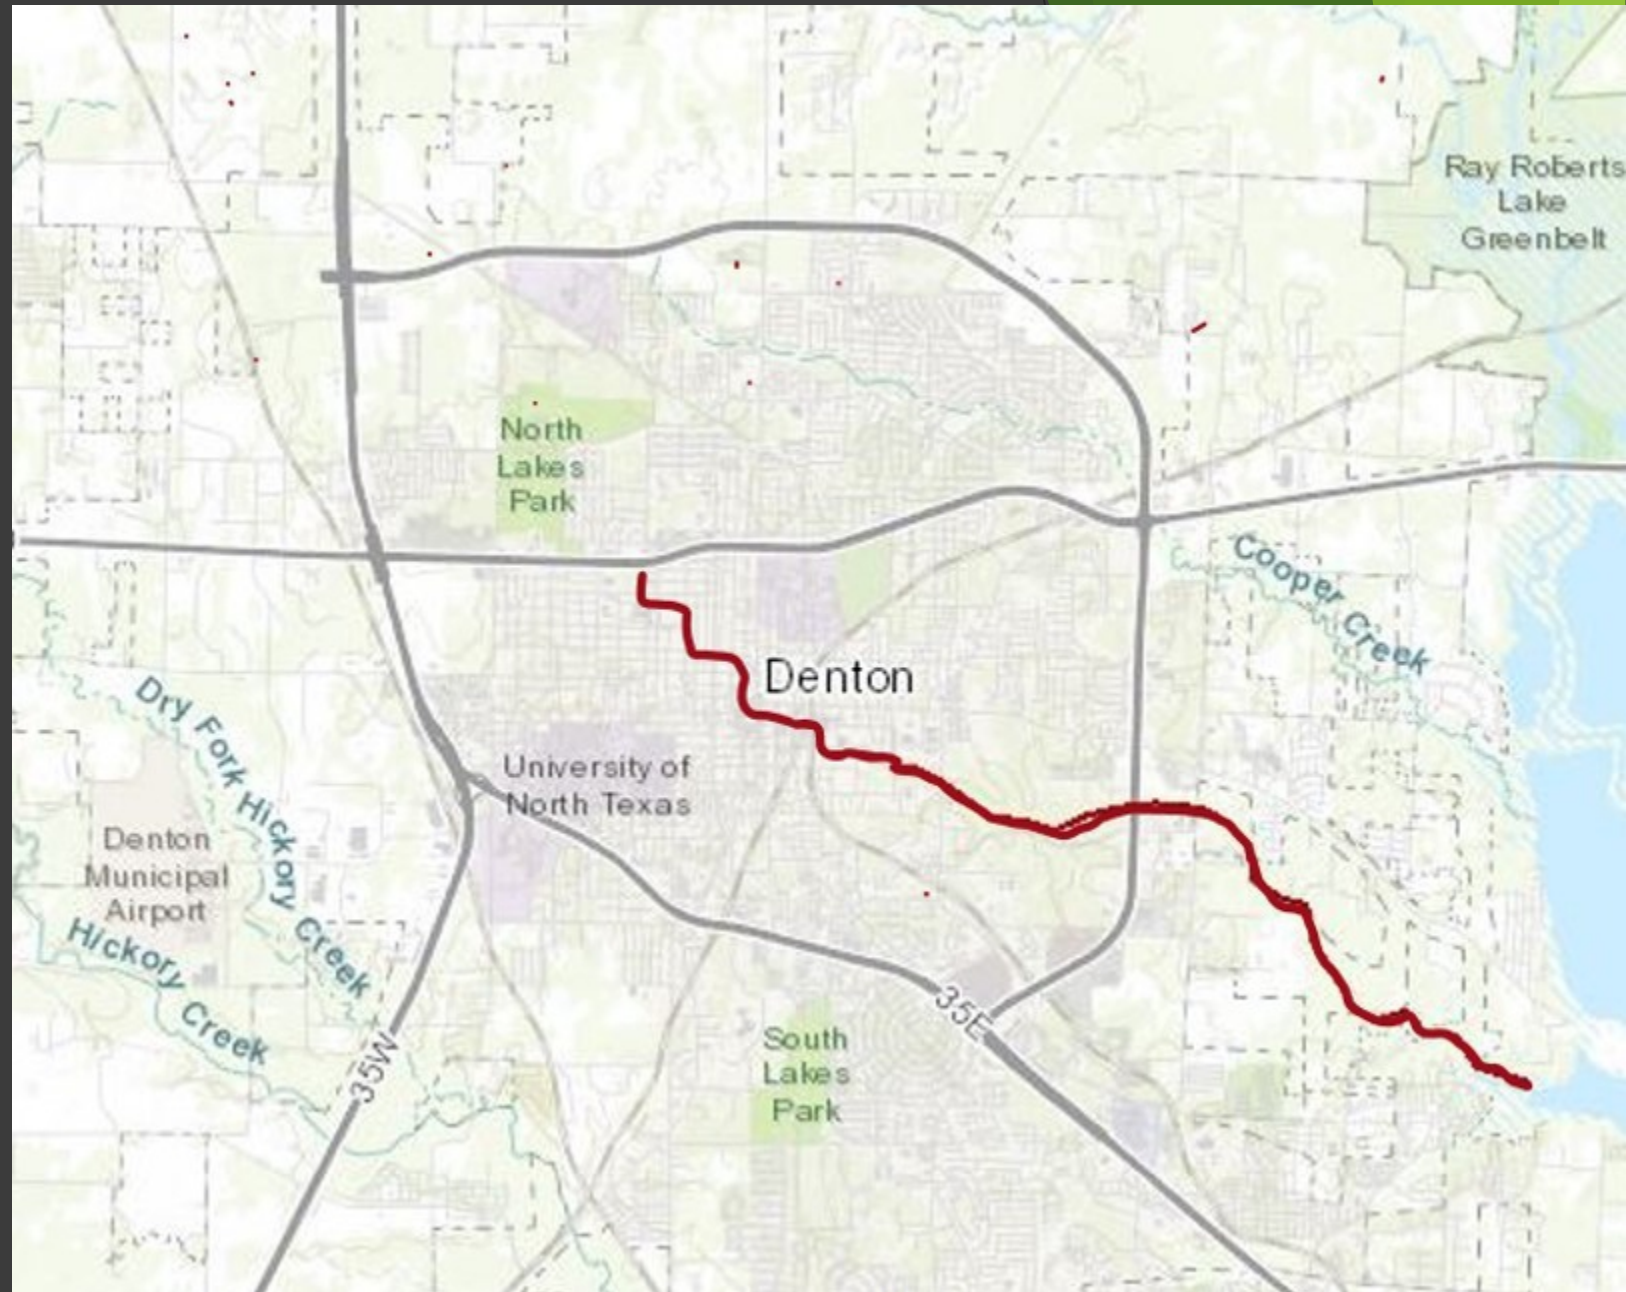 Ray Roberts
Lake
Greenbelt
North
Lakes
Park
Cooper Creek
Denton
Dry Fork Hickory Creek
University of
North Texas
Denton
Municipal
Airport
Hickory Creek
35E
35W
South
Lakes
Park